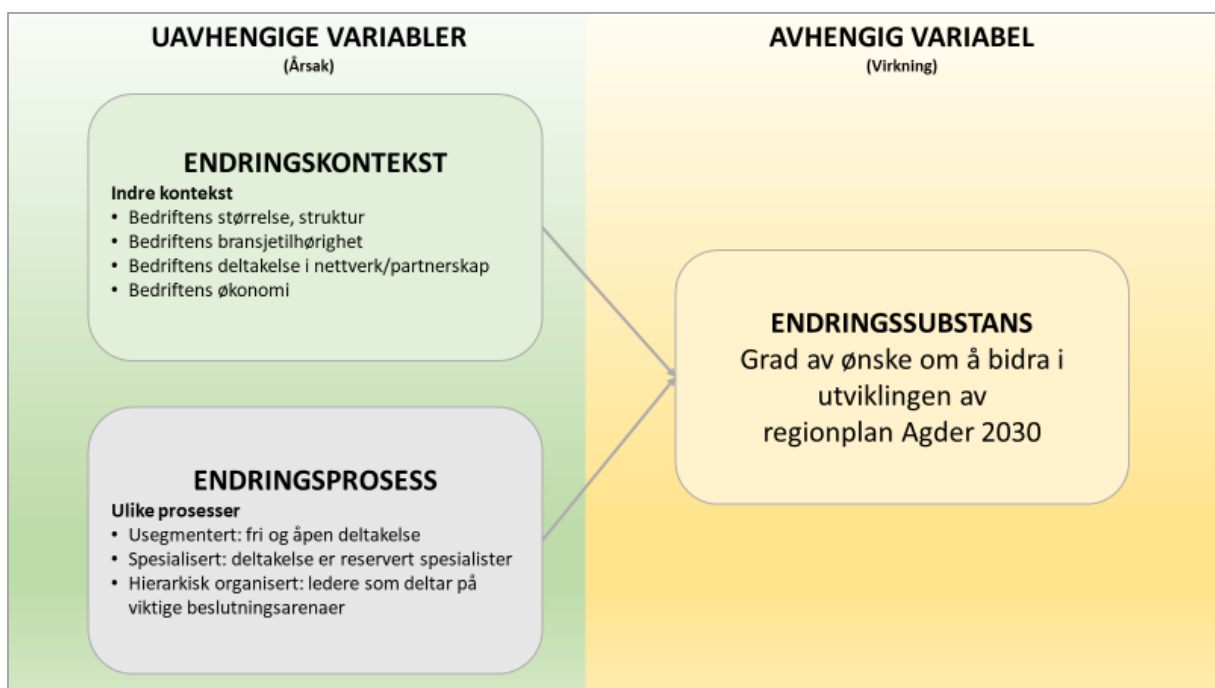 UAVHENGIGE VARIABLER
(Årsak)
ENDRINGSKONTEKST
Indre kontekst
• Bedriftens størrelse, struktur
• Bedriftens bransjetilhørighet
• Bedriftens deltakelse i nettverk/partnerskap
• Bedriftens økonomi
ENDRINGSPROSESS
Ulike prosesser
• Usegmentert: fri og åpen deltakelse
• Spesialisert: deltakelse er reservert spesialister
• Hierarkisk organisert: ledere som deltar på
viktige beslutningsarenaer
AVHENGIG VARIABEL
(Virkning)
ENDRINGSSUBSTANS
Grad av ønske om å bidra i
utviklingen av
regionplan Agder 2030